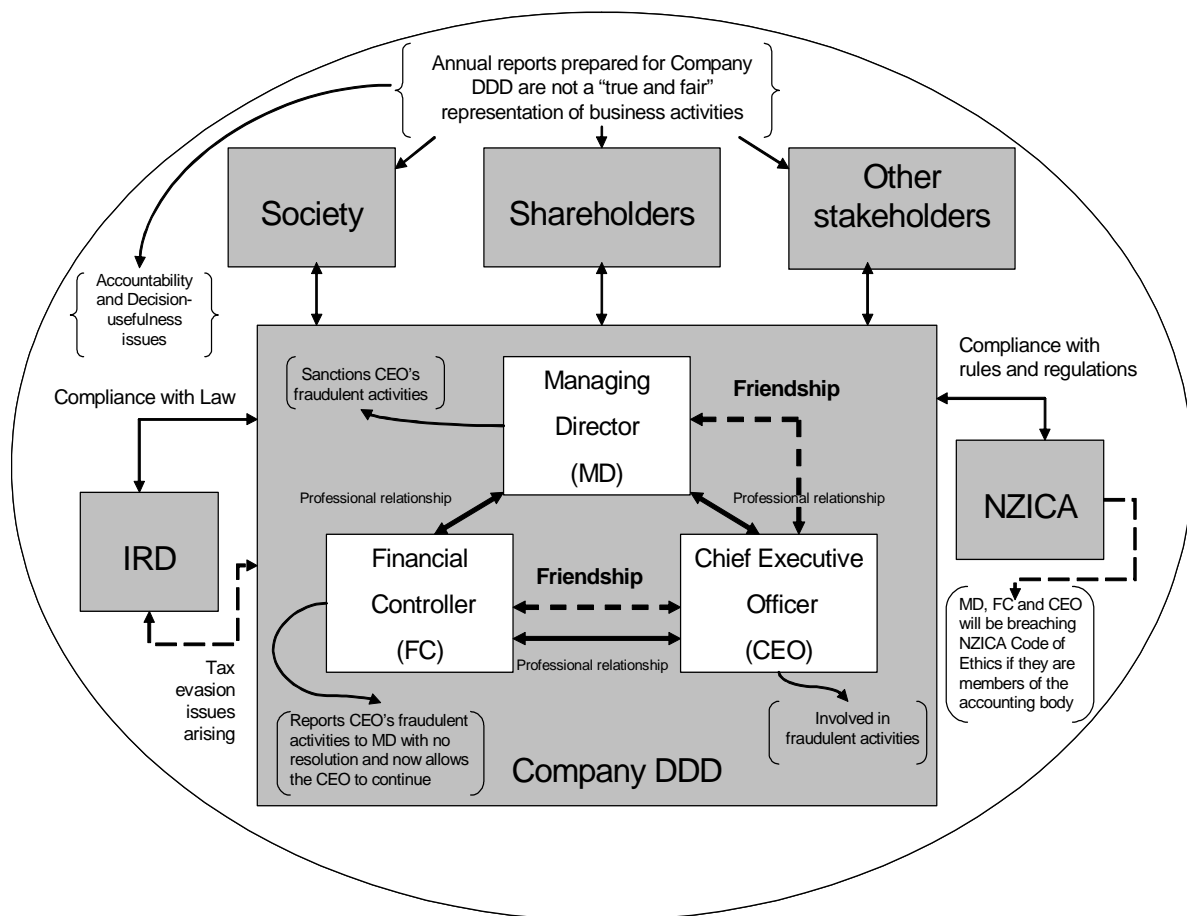 Annual reports prepared for Company
DDD are not a “true and fair”
representation of business activities
Society
Shareholders
Other
stakeholders
Accountability
and Decision-
usefulness
issues
Compliance with Law
Compliance with
rules and regulations
Sanctions CEO’s
fraudulent activities
Managing
Director
(MD)
Friendship
Professional relationship
Professional relationship
IRD
NZICA
Financial
Controller
(FC)
Friendship
Professional relationship
Chief Executive
Officer
(CEO)
Tax
evasion
issues
arising
MD, FC and CEO
will be breaching
NZICA Code of
Ethics if they are
members of the
accounting body
Reports CEO’s fraudulent
activities to MD with no
resolution and now allows
the CEO to continue
Involved in
fraudulent activities
Company DDD